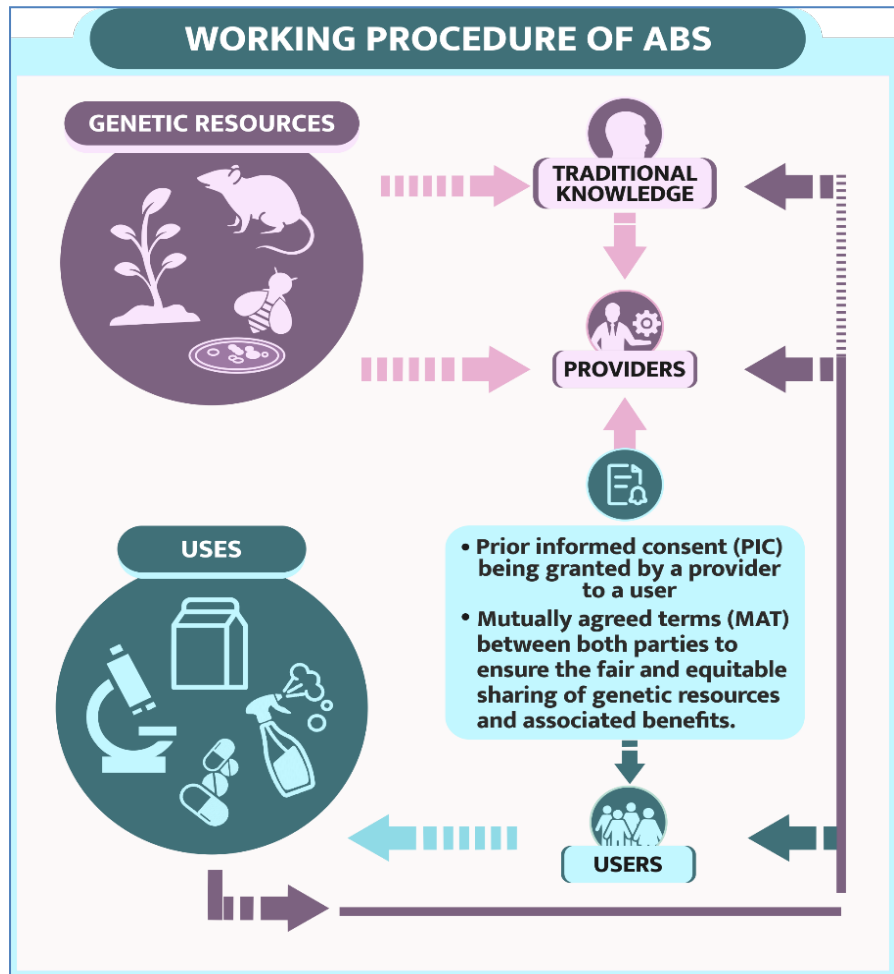 WORKING PROCEDURE OF ABS
GENETIC RESOURCES
TRADITIONAL
KNOWLEDGE
PROVIDERS
USES
• Prior informed consent (PIC)
being granted by a provider
to a user
• Mutually agreed terms (MAT)
between both parties to
ensure the fair and equitable
sharing of genetic resources
and associated benefits.
USERS